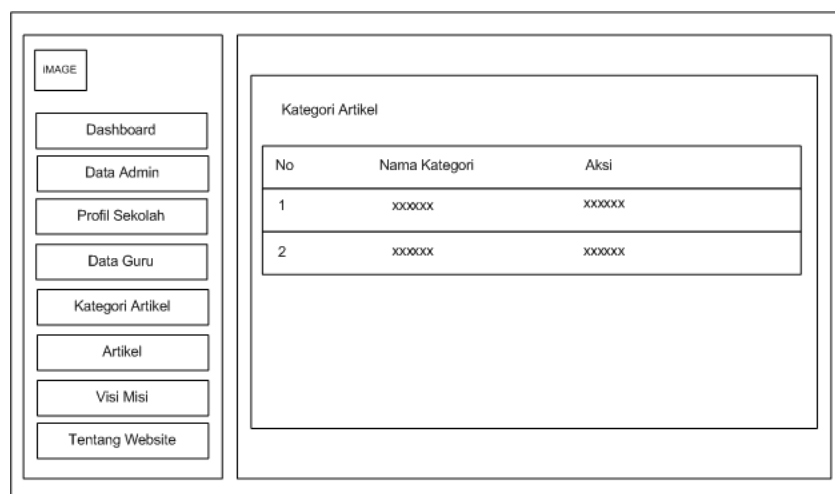 iMAGE
Dashboard
Data Admin
Profil Sekolah
Data Guru
Kategori Artikel
Artikel
Visi Misi
Tentang Website
Kategori Artikel
No Nama Kategori Aksi
1 xxxxxx xxxxxx
2 xxxxxx xxxxxx